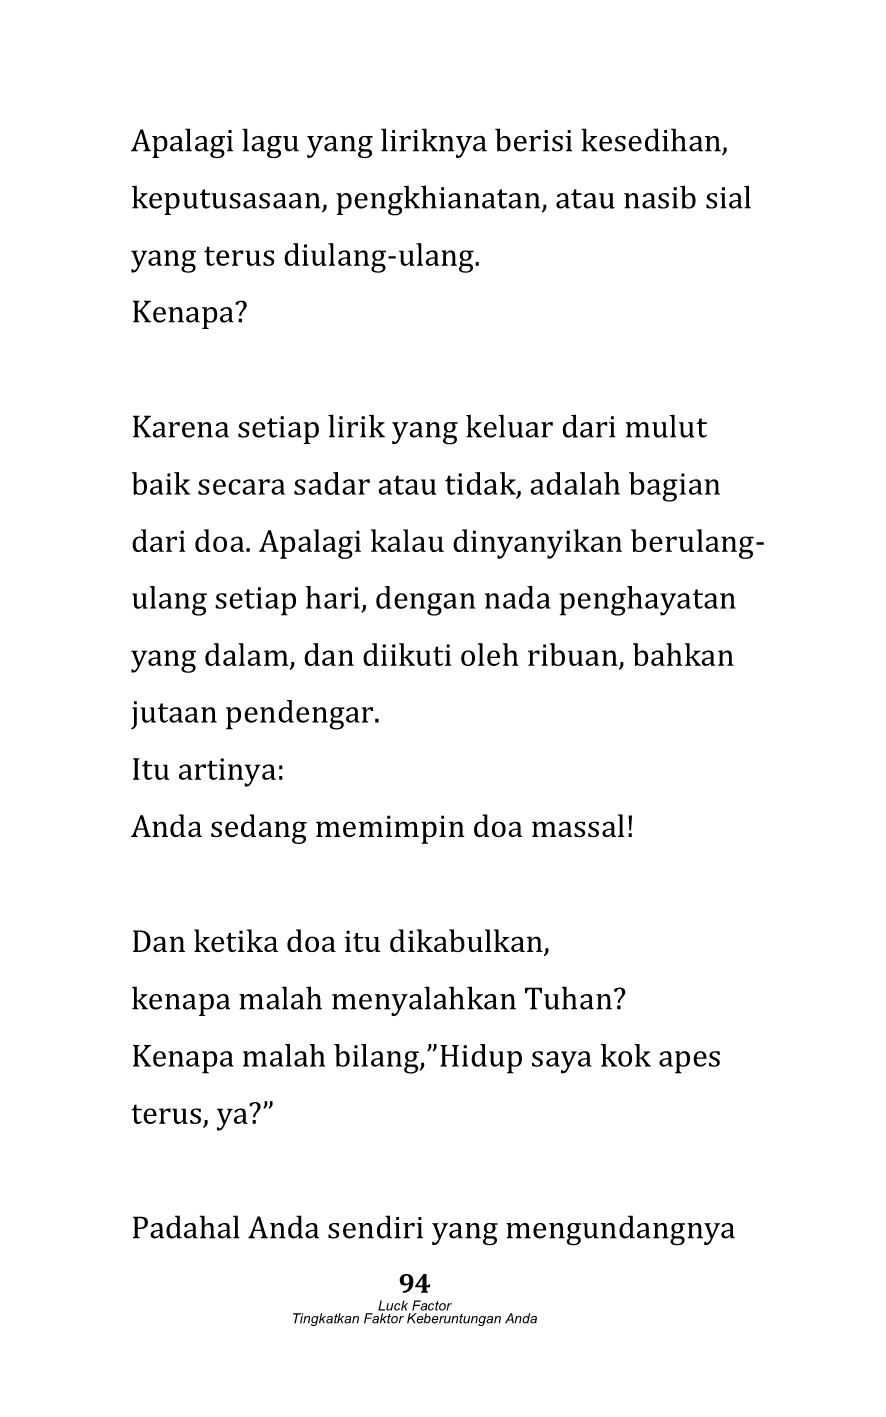 Apalagi lagu yang liriknya berisi kesedihan,
keputusasaan, pengkhianatan, atau nasib sial
yang terus diulang-ulang.
Kenapa?
Karena setiap lirik yang keluar dari mulut
baik secara sadar atau tidak, adalah bagian
dari doa. Apalagi kalau dinyanyikan berulang-
ulang setiap hari, dengan nada penghayatan
yang dalam, dan diikuti oleh ribuan, bahkan
jutaan pendengar.
Itu artinya:
Anda sedang memimpin doa massal!
Dan ketika doa itu dikabulkan,
kenapa malah menyalahkan Tuhan?
Kenapa malah bilang,”Hidup saya kok apes
terus, ya?”
Padahal Anda sendiri yang mengundangnya
94
Luck Factor
Tingkatkan Faktor Keberuntungan Anda